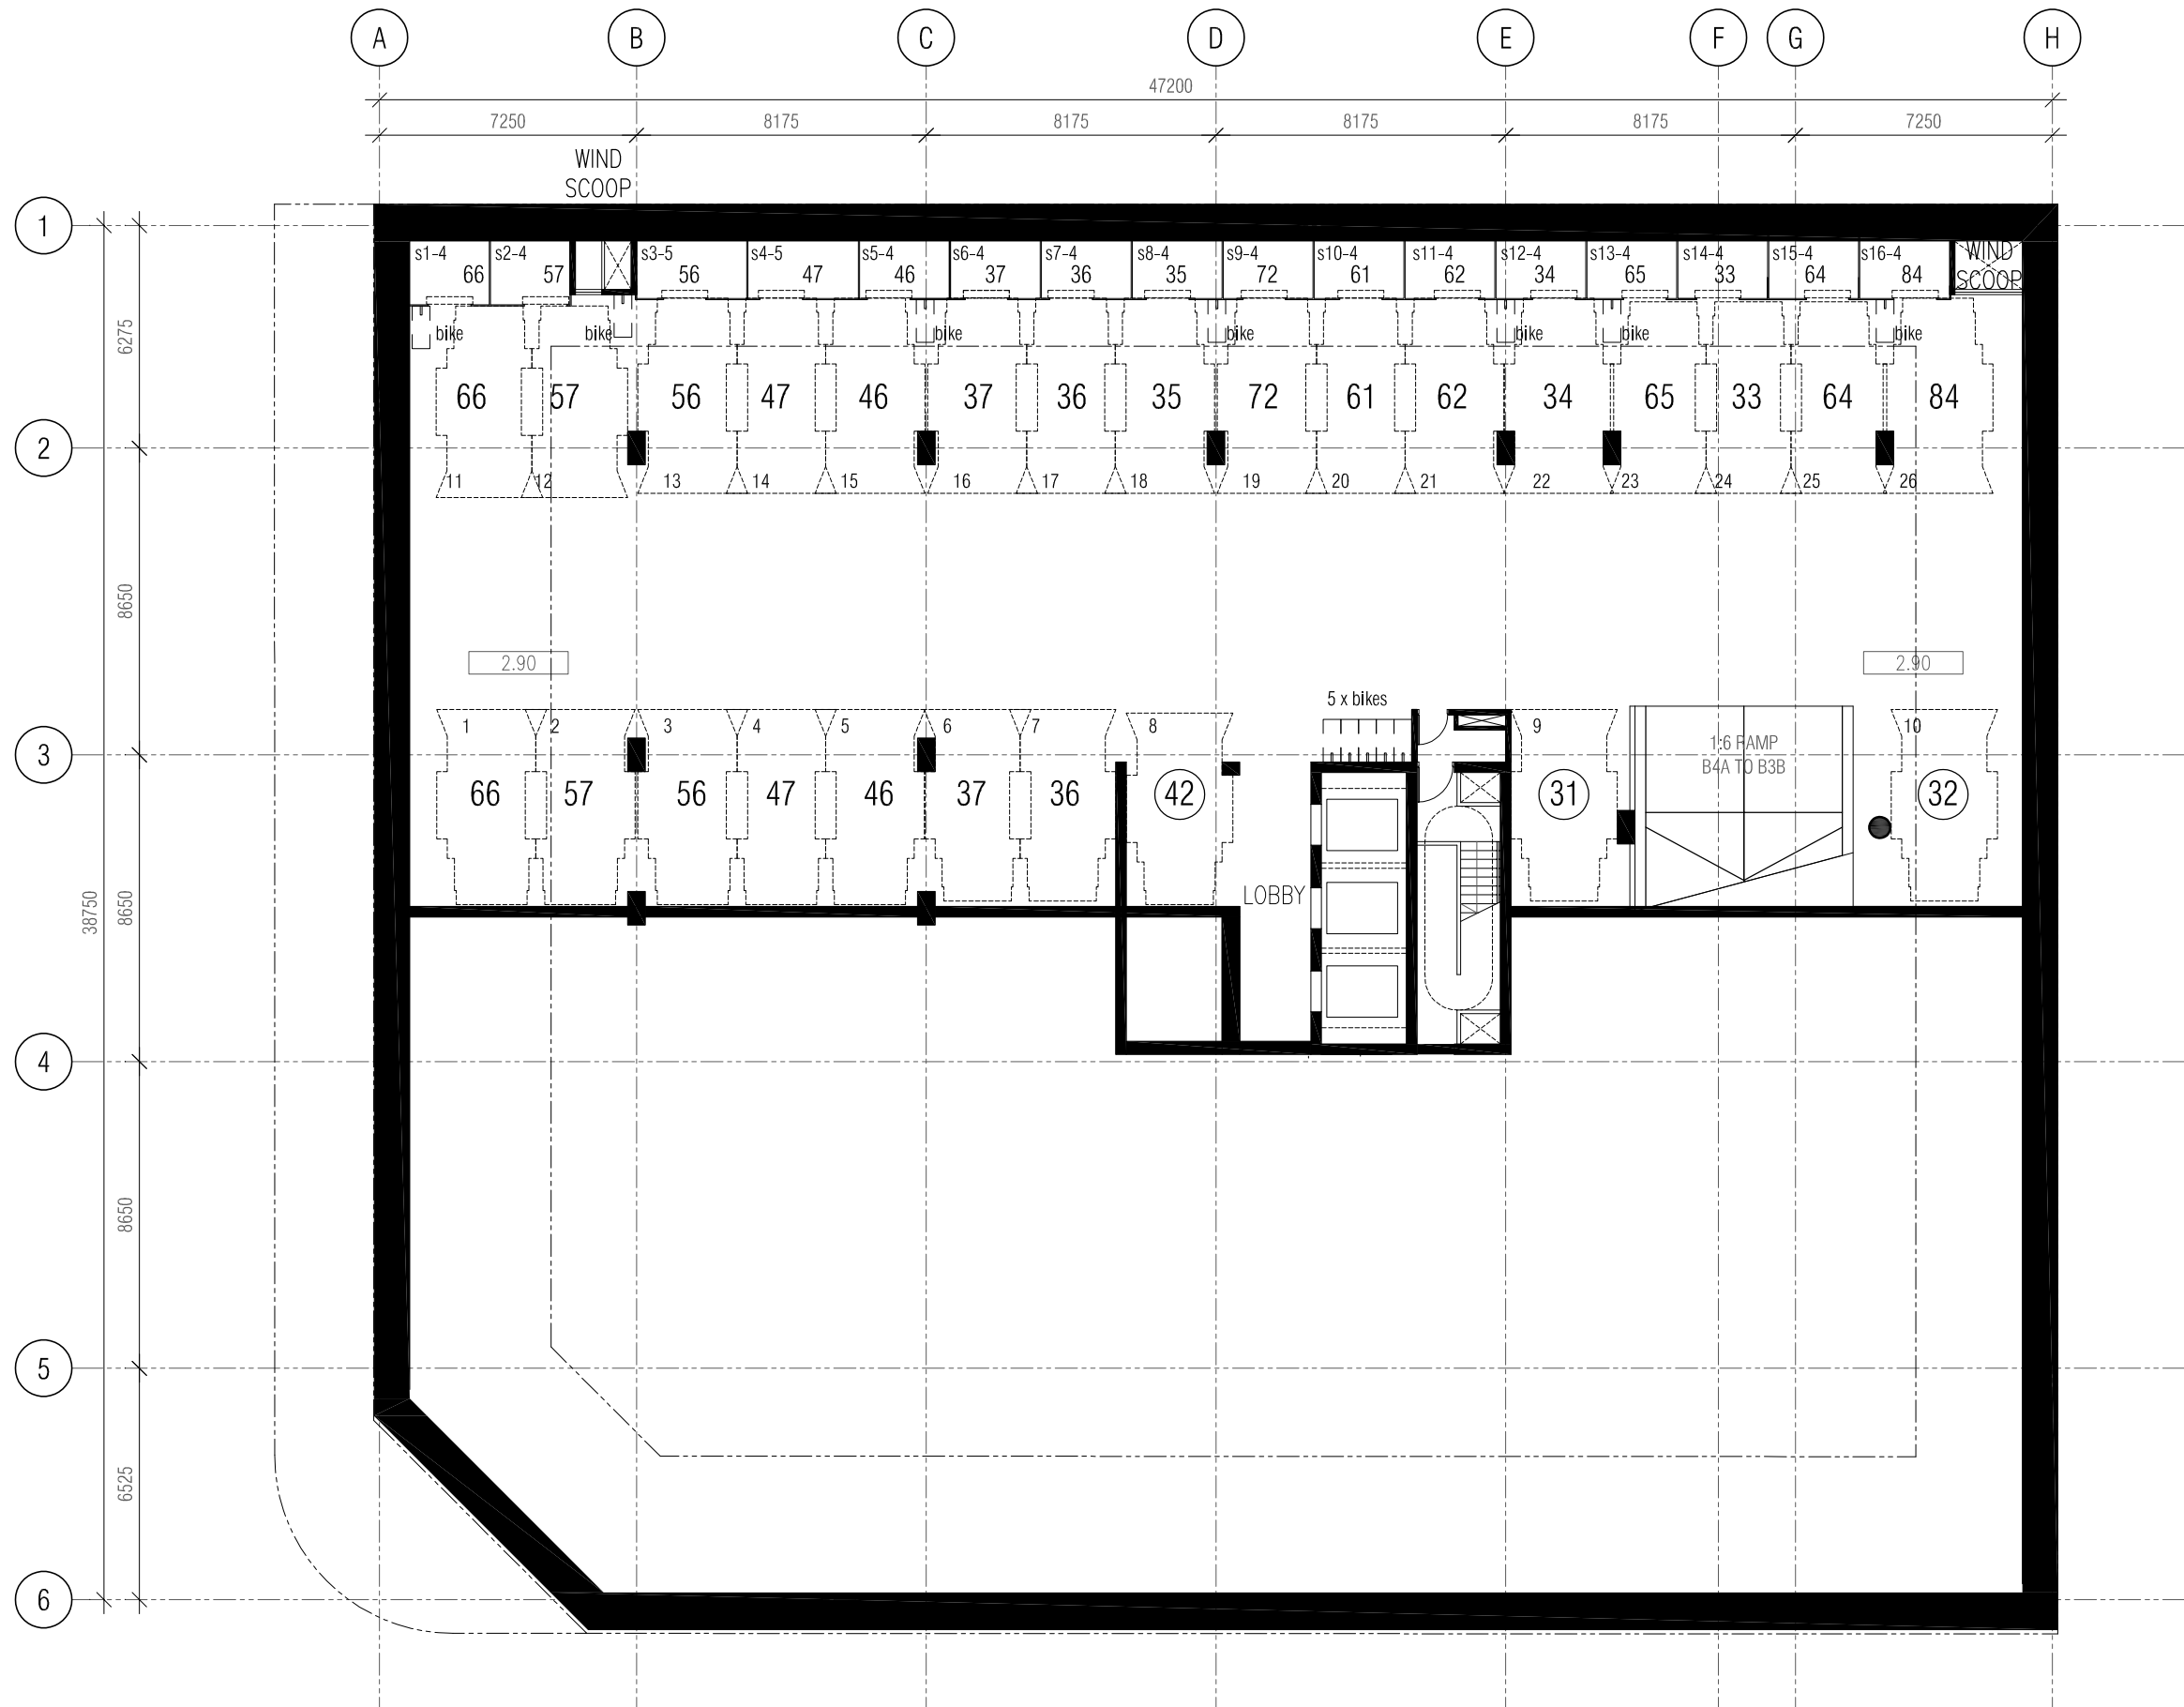 A B C D E F G H
47200
7250 8175 8175 8175 8175 7250
WIND
SCOOP
1
s1-4 s2-4 s3-5 s4-5 s5-4 s6-4 s7-4 s8-4 s9-4 s10-4 s11-4 s12-4 s13-4 s14-4 s15-4 s16-4
66 57 56 47 46 37 36 35 72 61 62 34 65 33 64 84
WIND
SCOOP
6275
bike bike bike bike bike bike bike
66 57 56 47 46 37 36 35 72 61 62 34 65 33 64 84
2
11 12 13 14 15 16 17 18 19 20 21 22 23 24 25 26
8650
2.90 2.90
5 x bikes
1 2 3 4 5 6 7 8 9 10
3
1:6 RAMP
B4A TO B3B
66 57 56 47 46 37 36 42 31 32
LOBBY
38750
8650
4
8650
5
6525
6